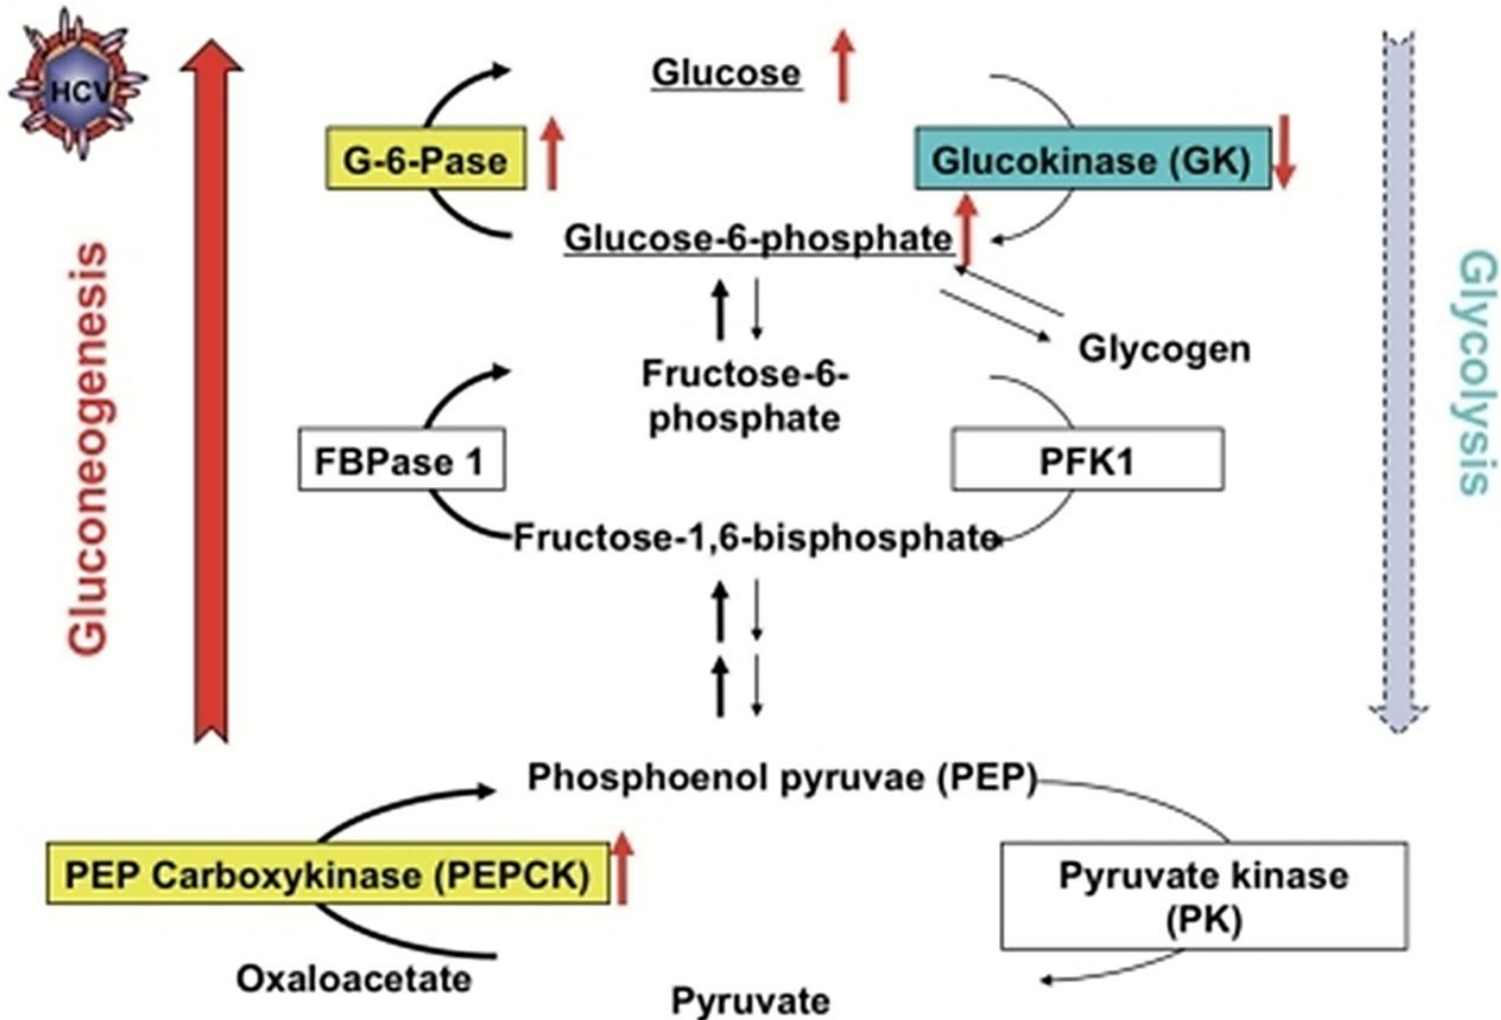 HCV
Glucose
G-6-Pase
Glucokinase (GK)
Glucose-6-phosphate
Glycogen
Fructose-6-
phosphate
FBPase 1
PFK1
Fructose-1,6-bisphosphate
Gluconeogenesis
Glycolysis
Phosphoenol pyruvae (PEP)
PEP Carboxykinase (PEPCK)
Pyruvate kinase
(PK)
Oxaloacetate
Pyruvate